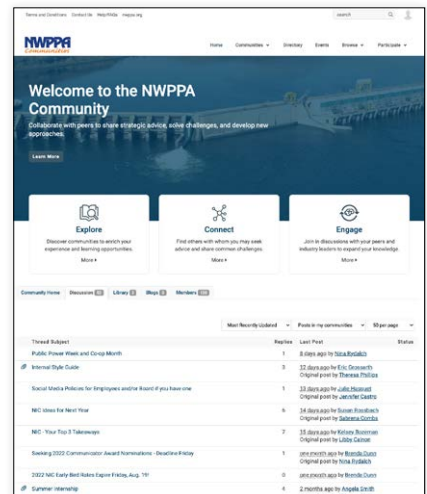 Terms and Conditions Contact Us Help/FAQs nwppa.org
search
NWPPA
Communities
Home Communities Directory Events Browse Participate
Welcome to the NWPPA
Community
Collaborate with peers to share strategic advice, solve challenges, and develop new
approaches.
Learn More
Explore
Discover communities to enrich your
experience and learning opportunities.
More
Connect
Find others with whom you may seek
advice and share common challenges
More
Engage
Join in discussions with your peers and
industry leaders to expand your knowledge
More
Community Home Discussion Library Blogs Members
Most Recently Updated Posts in my communities 50 per page
Thread Subject Replies Last Post Status
Public Power Week and Co-op Month 1 8 days ago by Nina Rydalch
Internal Style Guide 3 12 days ago by Eric
Original post by Theresa Phillips
Social Media Policies for Employees and/or Board if you have one 1 13 days ago by Julie
Original post by Jennifer Castro
NIC Ideas for Next Year 6 14 days ago by Susan
Original post by Sabrena Combs
NIC - Your Top 3 Takeaways 7 15 days ago by Kelsey
Original post by Libby Calnon
Seeking 2022 Communicator Award Nominations - Deadline Friday 1 one month ago by Brenda Dunn
Original post by Nina Rydalch
2022 NIC Early Bird Rates Expire Friday, Aug. 19! 0 one month ago by Brenda Dunn
Summer internship 4 2 months ago by Angela Smith